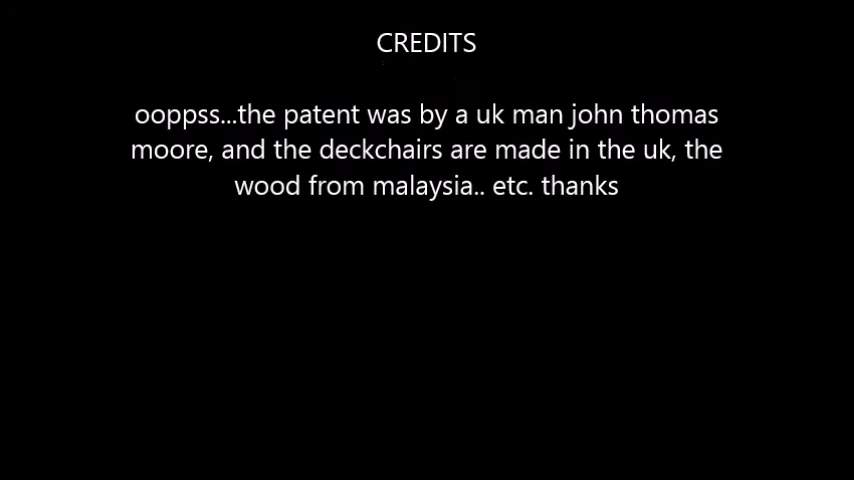 CREDITS
ooppss...the patent was by a uk man john thomas
moore, and the deckchairs are made in the uk, the
wood from malaysia.. etc. thanks